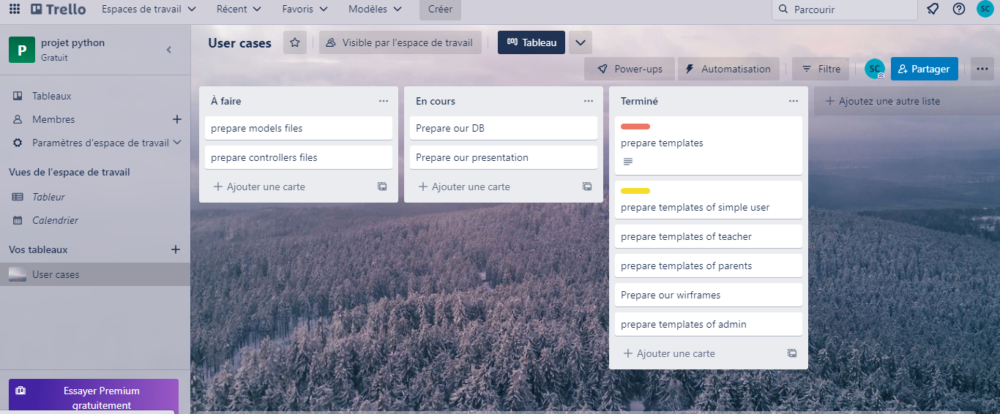 Trello Espaces de travail Récent Favoris Modèles Créer Parcourir SC
P projet python
Gratuit
User cases Visible par l'espace de travail Tableau
Power-ups Automatisation Filtre SC Partager
Tableaux
Membres
Paramètres d'espace de travail
Vues de l'espace de travail
Tableur
Calendrier
Vos tableaux
User cases
Essayer Premium
gratuitement
À faire
prepare models files
prepare controllers files
Ajouter une carte
En cours
Prepare our DB
Prepare our presentation
Ajouter une carte
Terminé
prepare templates
prepare templates of simple user
prepare templates of teacher
prepare templates of parents
Prepare our wirframes
prepare templates of admin
Ajouter une carte
Ajoutez une autre liste